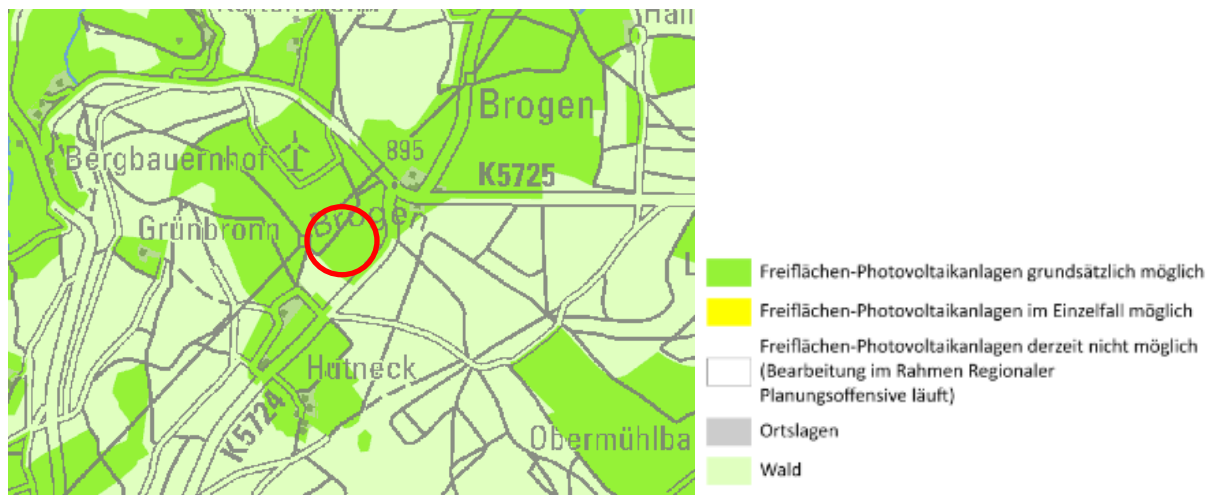 Brogen
895
Bergbauernhof
K5725
Brogen
Grünbronn
Hutneck
K5724
Obermühlba
Freiflächen-Photovoltaikanlagen grundsätzlich möglich
Freiflächen-Photovoltaikanlagen im Einzelfall möglich
Freiflächen-Photovoltaikanlagen derzeit nicht möglich
(Bearbeitung im Rahmen Regionaler
Planungsoffensive läuft)
Ortslagen
Wald